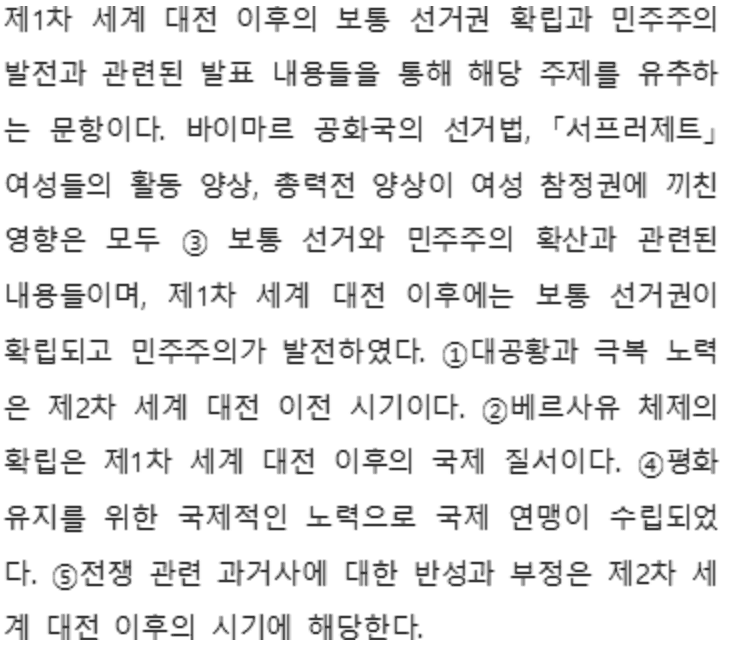 제1차 세계 대전 이후의 보통 선거권 확립과 민주주의
발전과 관련된 발표 내용들을 통해 해당 주제를 유추하
는 문항이다. 바이마르 공화국의 선거법, 「서프러제트」
여성들의 활동 양상, 총력전 양상이 여성 참정권에 끼친
영향은 모두 ③ 보통 선거와 민주주의 확산과 관련된
내용들이며, 제1차 세계 대전 이후에는 보통 선거권이
확립되고 민주주의가 발전하였다. ①대공황과 극복 노력
은 제2차 세계 대전 이전 시기이다. ②베르사유 체제의
확립은 제1차 세계 대전 이후의 국제 질서이다. ④평화
유지를 위한 국제적인 노력으로 국제 연맹이 수립되었
다. ⑤전쟁 관련 과거사에 대한 반성과 부정은 제2차 세
계 대전 이후의 시기에 해당한다.